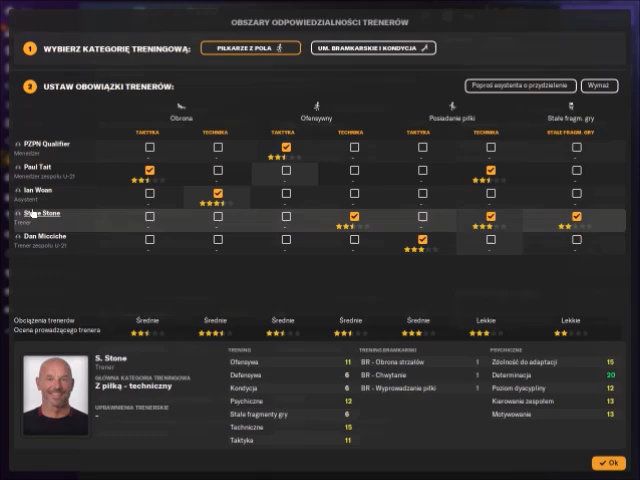 OBSZARY ODPOWIEDZIALNOŚCI TRENERÓW
1 WYBIERZ KATEGORIĘ TRENINGOWĄ: PIŁKARZE Z POLA UM. BRAMKARSKIE I KONDYCJA
2 USTAW OBOWIĄZKI TRENERÓW: Poproś asystenta o przydzielenie Wymaż
Obrona Ofensywny Posiadanie piłki Stałe fragm. gry
TAKTYKA TECHNIKA TAKTYKA TECHNIKA TAKTYKA TECHNIKA STAŁE FRAGM. GRY
PZPN Qualifier
Menedżer
Paul Tait
Menedżer zespołu U-21
Ian Woan
Asystent
Steve Stone
Trener
Dan Micciche
Trener zespołu U-21
Obciążenia trenerów Średnie Średnie Średnie Średnie Średnie Lekkie Lekkie
Ocena prowadzącego trenera
S. Stone
Trener
GŁÓWNA KATEGORIA TRENINGOWA
Z piłką - techniczny
UPRAWNIENIA TRENERSKIE
-
TRENING
Ofensywa 11
Defensywa 6
Kondycja 6
Psychiczne 12
Stałe fragmenty gry 6
Techniczne 15
Taktyka 11
TRENING BRAMKARSKI
BR - Obrona strzałów 1
BR - Chwytanie 1
BR - Wyprowadzanie piłki 1
PSYCHICZNE
Zdolność do adaptacji 15
Determinacja 20
Poziom dyscypliny 12
Kierowanie zespołem 13
Motywowanie 13
Ok